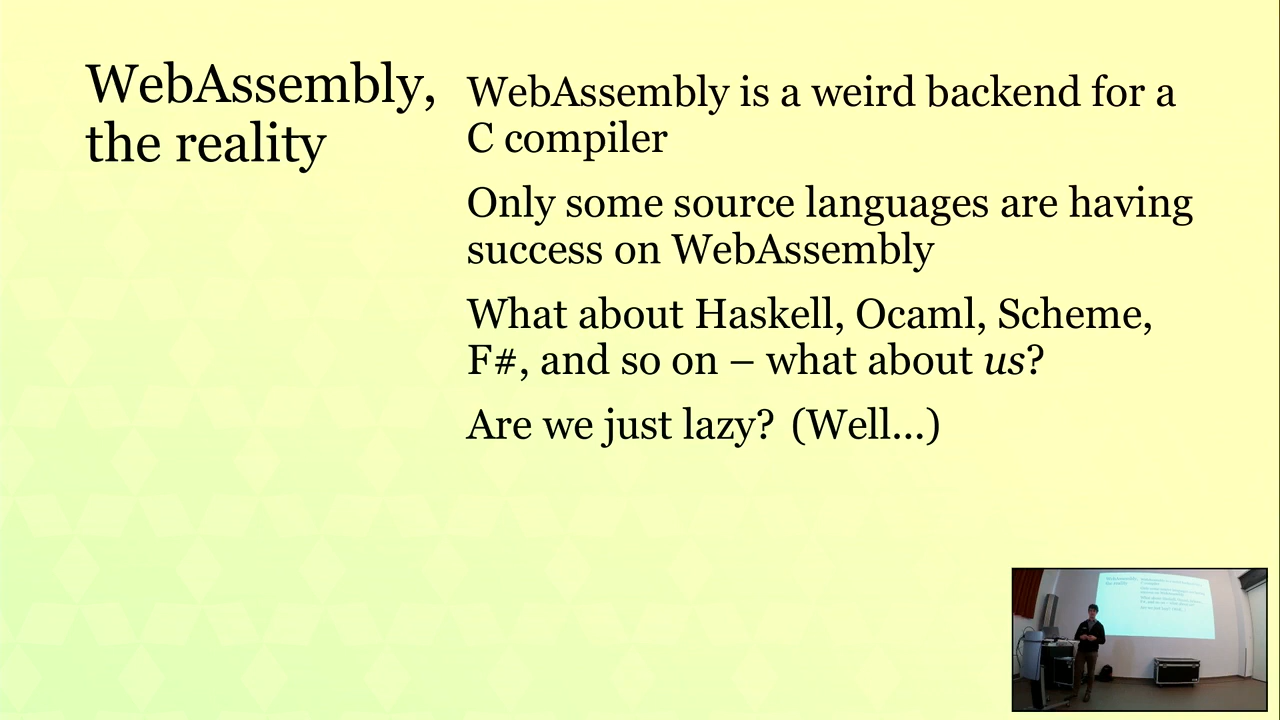 WebAssembly,
the reality
WebAssembly is a weird backend for a
C compiler
Only some source languages are having
success on WebAssembly
What about Haskell, Ocaml, Scheme,
F#, and so on – what about us?
Are we just lazy? (Well…)